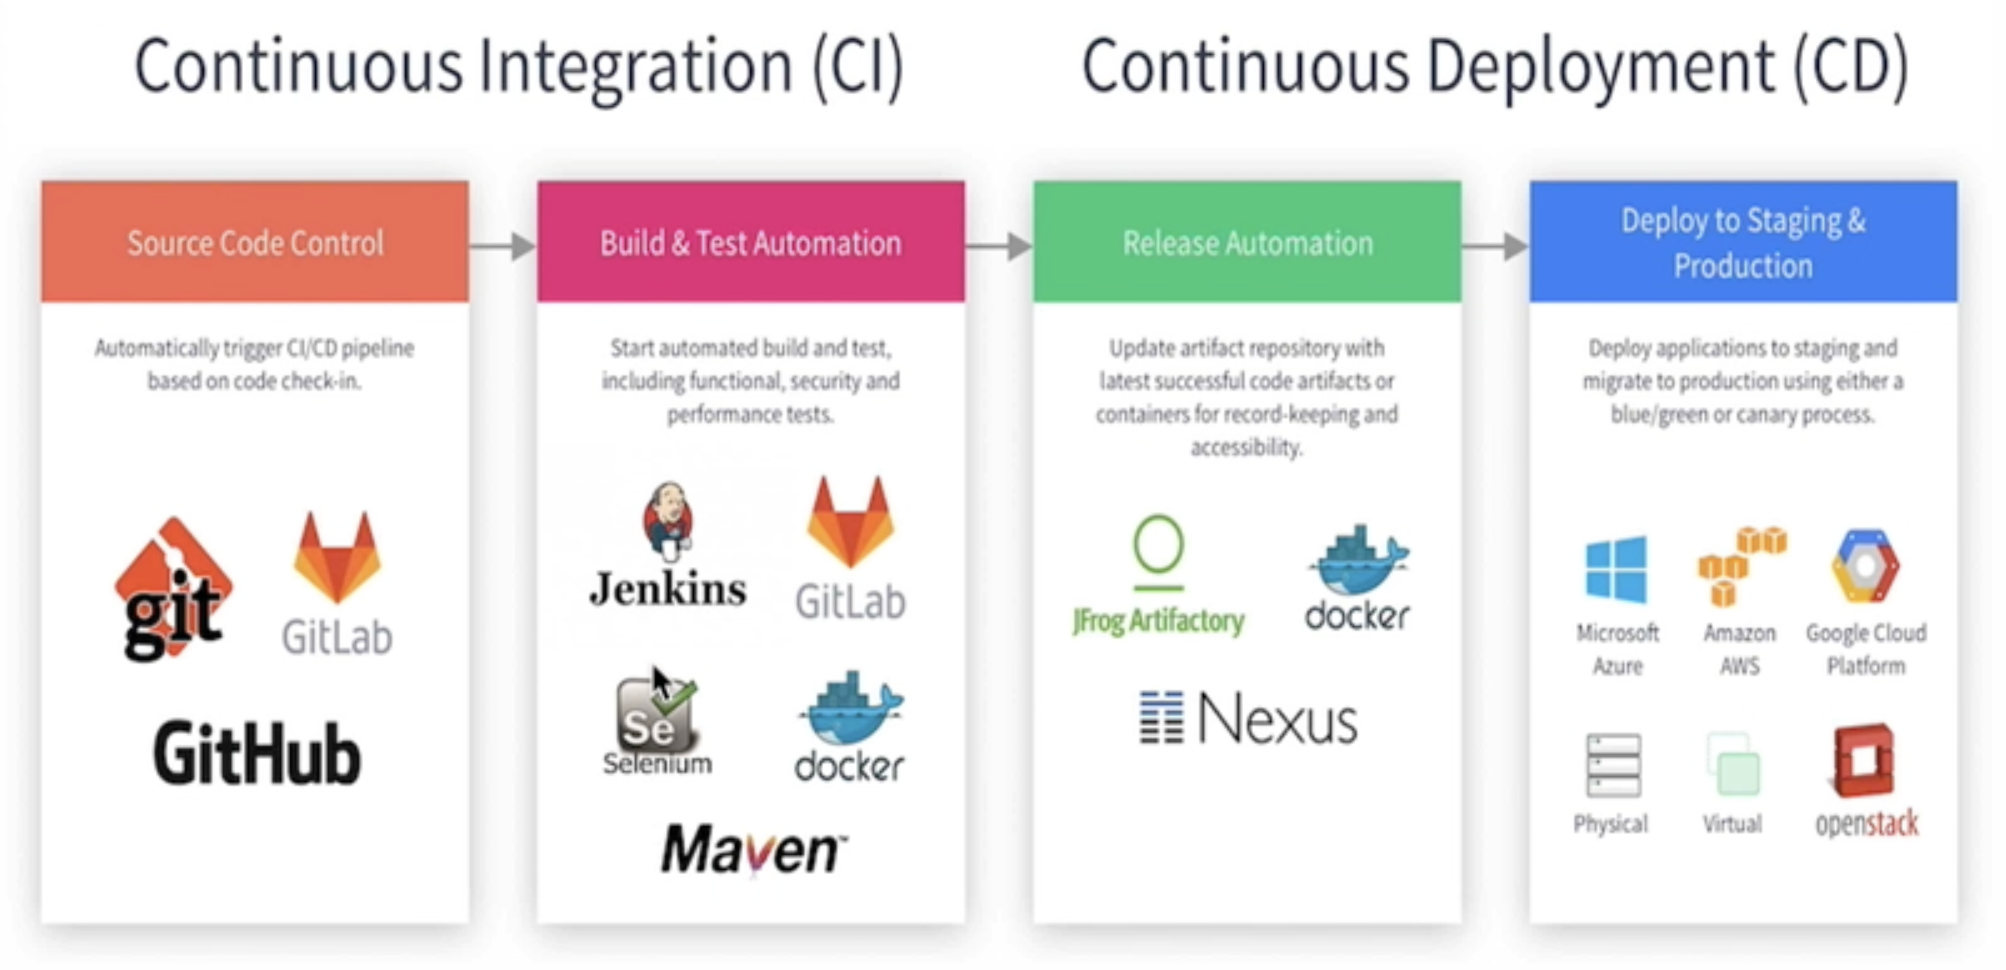 Continuous Integration (CI)
Continuous Deployment (CD)
Source Code Control
Automatically trigger CI/CD pipeline
based on code check-in.
git
GitLab
GitHub
Build & Test Automation
Start automated build and test,
including functional, security and
performance tests.
Jenkins
GitLab
Se
Selenium
docker
Maven™
Release Automation
Update artifact repository with
latest successful code artifacts or
containers for record-keeping and
accessibility.
JFrog Artifactory
docker
Nexus
Deploy to Staging &
Production
Deploy applications to staging and
migrate to production using either a
blue/green or canary process.
Microsoft
Azure
Amazon
AWS
Google Cloud
Platform
Physical
Virtual
openstack